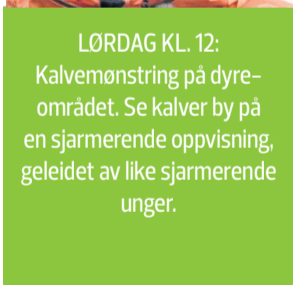 LØRDAG KL. 12:
Kalvemønstring på dyre-
området. Se kalver by på
en sjarmerende oppvisning,
geleidet av like sjarmerende
unger.